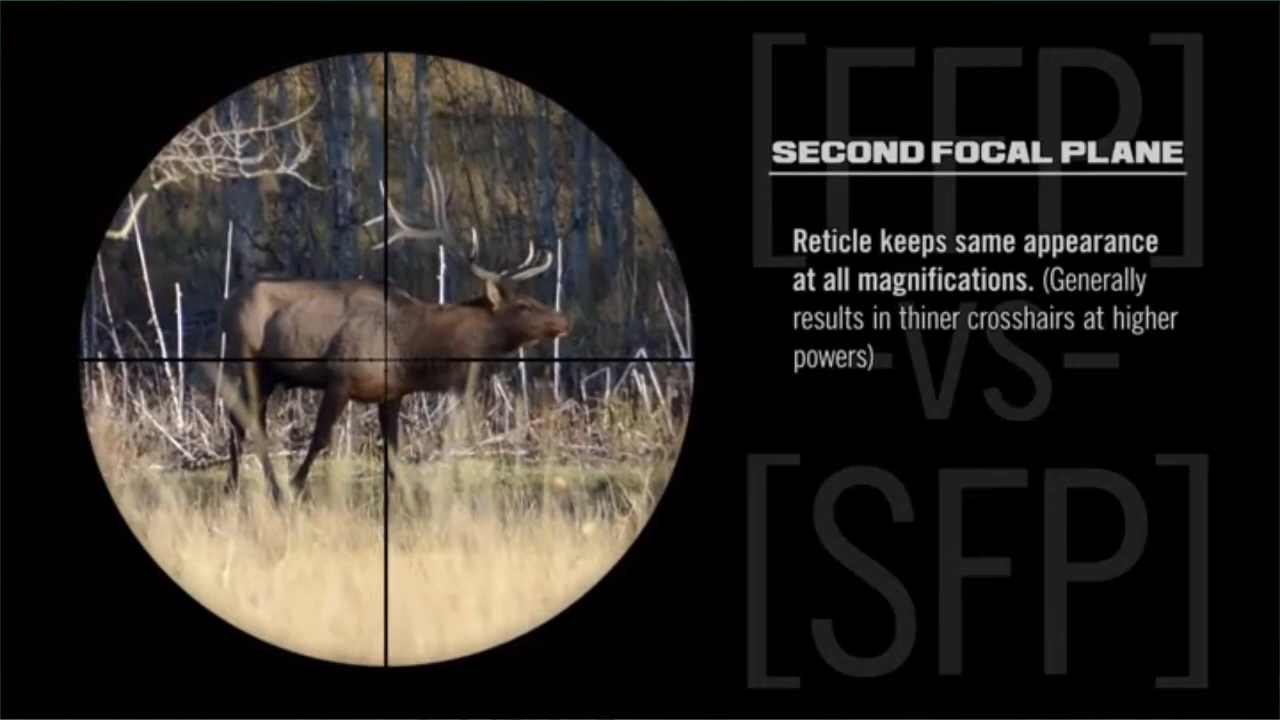 [FFP]
SECOND FOCAL PLANE
Reticle keeps same appearance
at all magnifications. (Generally
results in thiner crosshairs at higher
powers)
-VS-
[SFP]